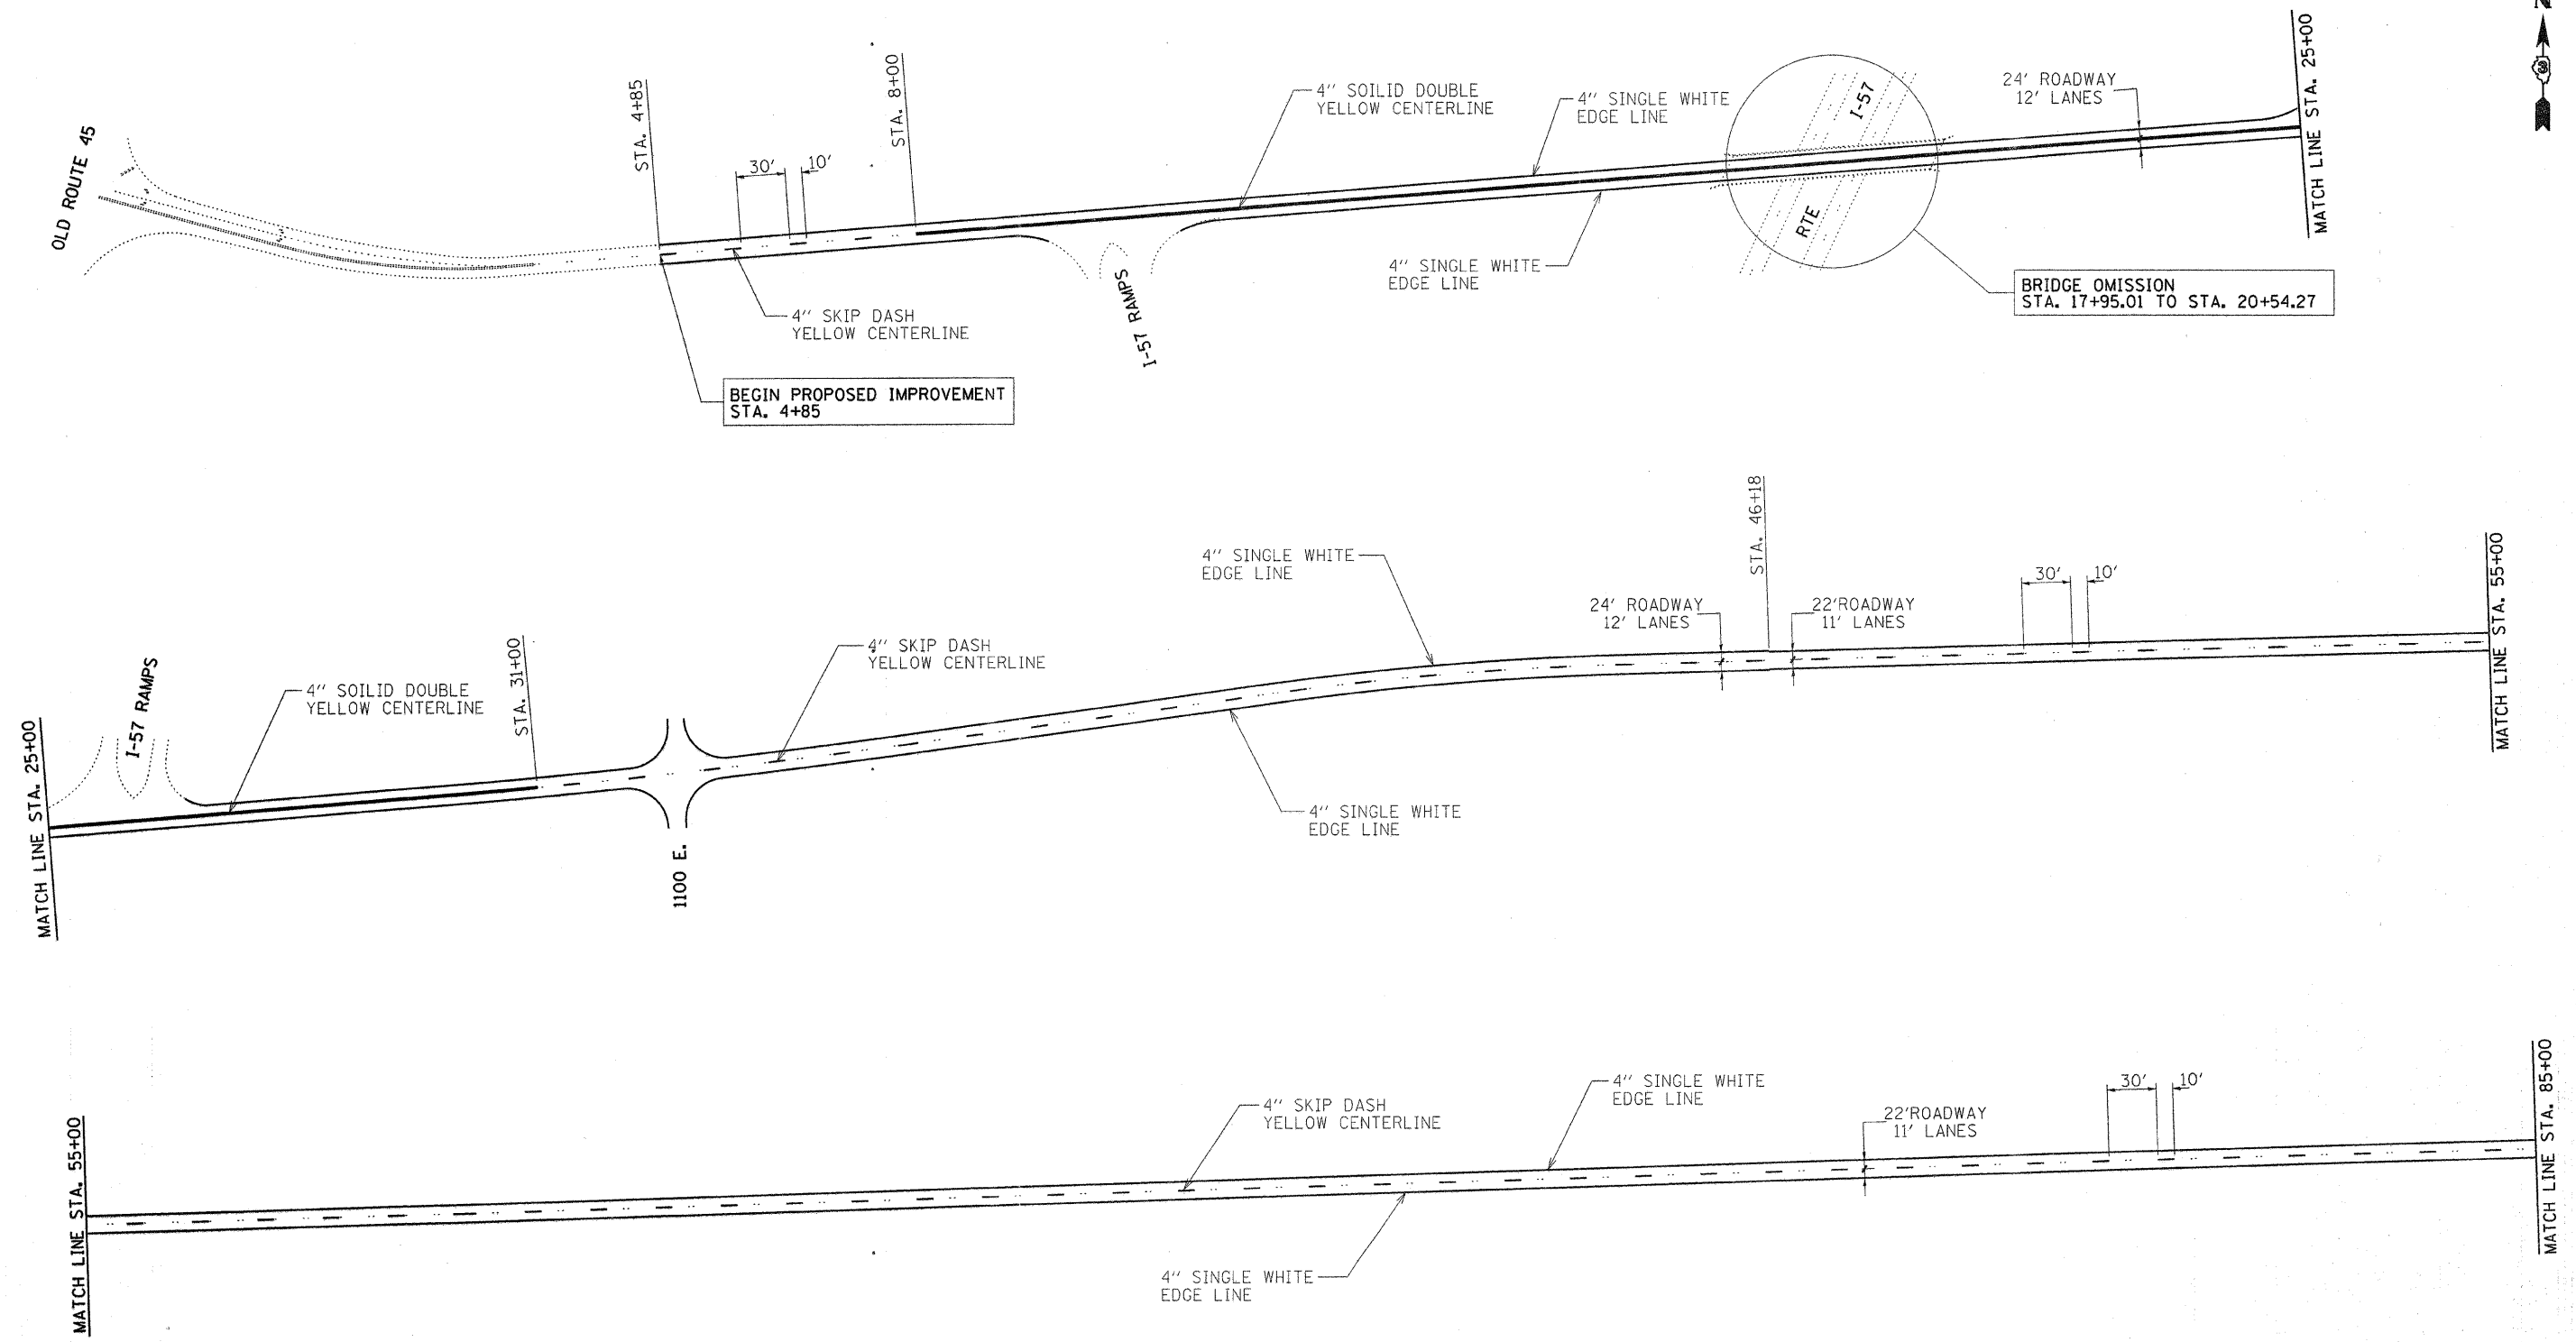 N
3
OLD ROUTE 45
STA. 4+85
30'
10'
STA. 8+00
4" SOILID DOUBLE
YELLOW CENTERLINE
4" SINGLE WHITE
EDGE LINE
I-57
RTE
24' ROADWAY
12' LANES
MATCH LINE STA. 25+00
4" SKIP DASH
YELLOW CENTERLINE
I-57 RAMPS
4" SINGLE WHITE
EDGE LINE
BRIDGE OMISSION
STA. 17+95.01 TO STA. 20+54.27
BEGIN PROPOSED IMPROVEMENT
STA. 4+85
MATCH LINE STA. 25+00
I-57 RAMPS
4" SOILID DOUBLE
YELLOW CENTERLINE
STA. 31+00
1100 E.
4" SKIP DASH
YELLOW CENTERLINE
4" SINGLE WHITE
EDGE LINE
4" SINGLE WHITE
EDGE LINE
24' ROADWAY
12' LANES
STA. 46+18
22'ROADWAY
11' LANES
30'
10'
MATCH LINE STA. 55+00
MATCH LINE STA. 55+00
4" SKIP DASH
YELLOW CENTERLINE
4" SINGLE WHITE
EDGE LINE
4" SINGLE WHITE
EDGE LINE
22'ROADWAY
11' LANES
30'
10'
MATCH LINE STA. 85+00